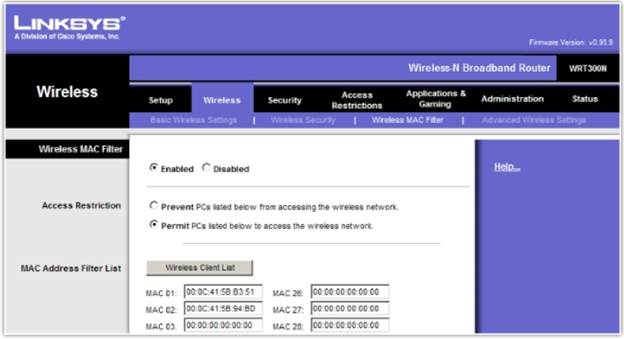 LINKSYS®
A Division of Cisco Systems, Inc.
Firmware Version: v0.93.9
Wireless-N Broadband Router WRT300N
Wireless
Setup Wireless Security Access Restrictions Applications & Gaming Administration Status
Basic Wireless Settings | Wireless Security | Wireless MAC Filter | Advanced Wireless Settings
Wireless MAC Filter
Enabled Disabled
Help...
Access Restriction
Prevent PCs listed below from accessing the wireless network.
Permit PCs listed below to access the wireless network.
MAC Address Filter List
Wireless Client List
MAC 01: 00:0C:41:5B:B3:51 MAC 26: 00:00:00:00:00:00
MAC 02: 00:0C:41:5B:94:BD MAC 27: 00:00:00:00:00:00
MAC 03: 00:00:00:00:00:00 MAC 28: 00:00:00:00:00:00